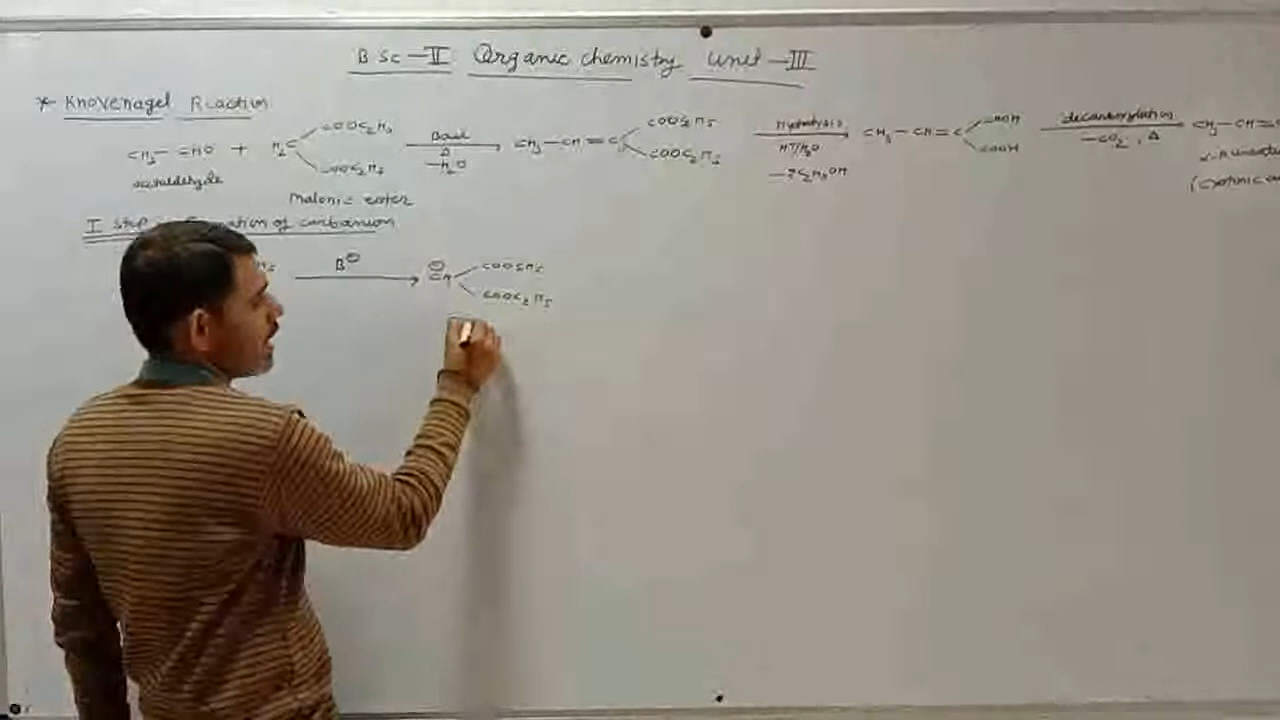 B Sc-II Organic chemistry Unit-III
* Knovenagel Reaction
CH3-CHO + H2C COOC2H5 COOC2H5 Base Δ -H2O CH3-CH=C COOC2H5 COOC2H5 Hydrolysis H+/H2O -2C2H5OH CH3-CH=C COOH COOH decarboxylation -CO2, Δ CH3-CH=
acetaldehyde
Malonic ester
I step formation of carbanion
B⊖ ⊖CH COOC2H5 COOC2H5